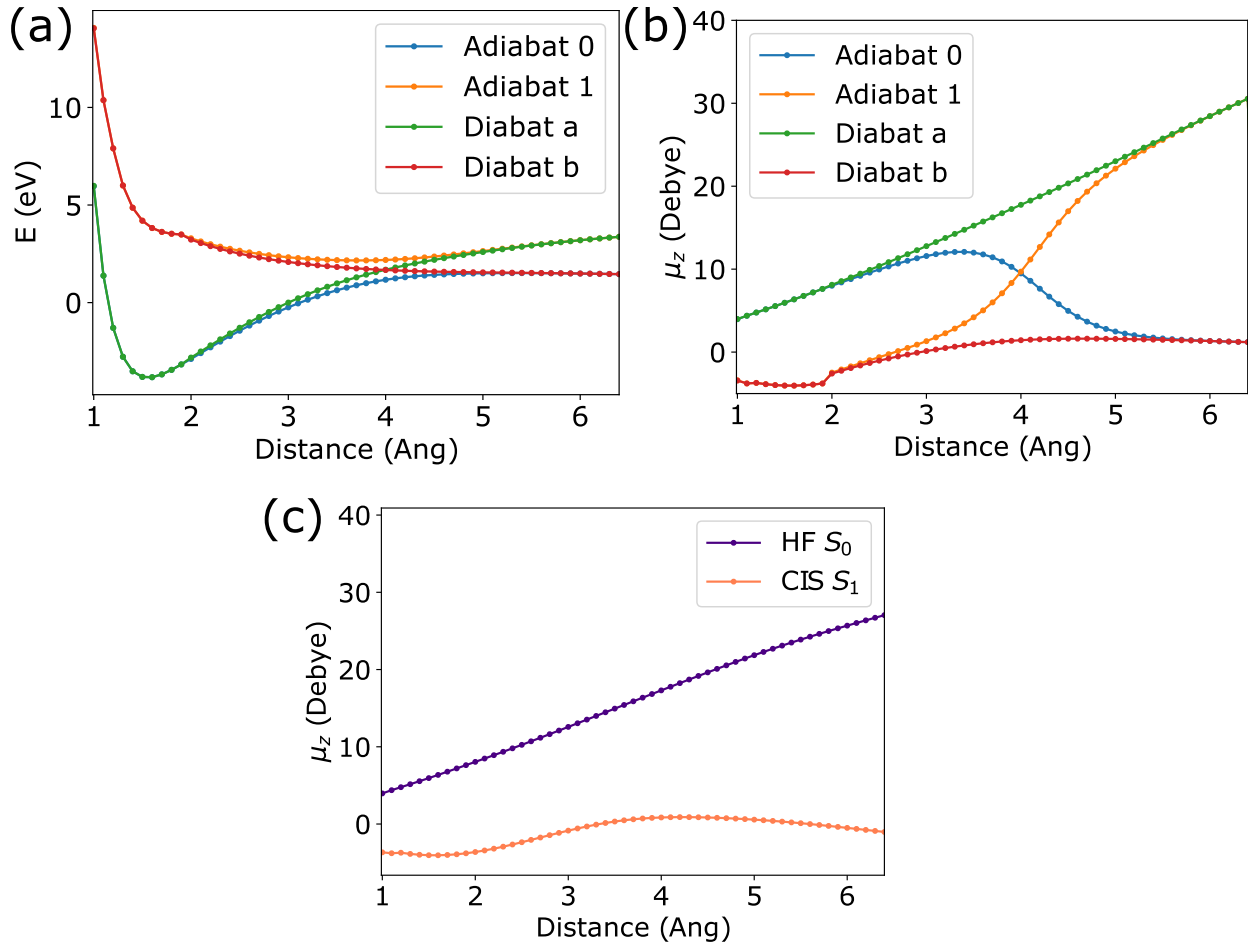 (a)
E (eV)
10
5
0
1 2 3 4 5 6
Distance (Ang)
Adiabat 0
Adiabat 1
Diabat a
Diabat b
(b)
μz (Debye)
40
30
20
10
0
1 2 3 4 5 6
Distance (Ang)
Adiabat 0
Adiabat 1
Diabat a
Diabat b
(c)
μz (Debye)
40
30
20
10
0
1 2 3 4 5 6
Distance (Ang)
HF S0
CIS S1